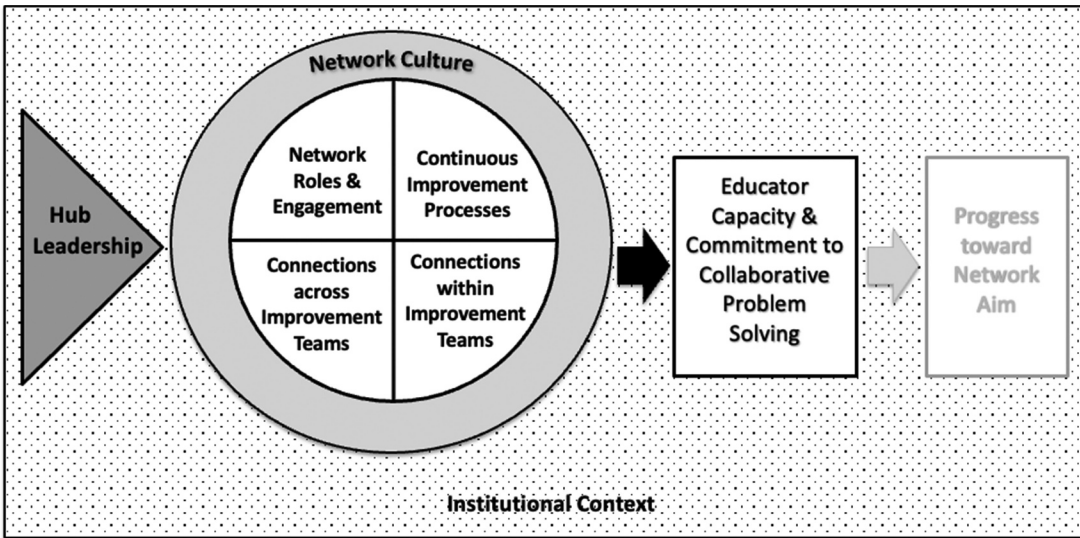 Network Culture
Hub
Leadership
Network
Roles &
Engagement
Continuous
Improvement
Processes
Connections
across
Improvement
Teams
Connections
within
Improvement
Teams
Educator
Capacity &
Commitment to
Collaborative
Problem
Solving
Progress
toward
Network
Aim
Institutional Context